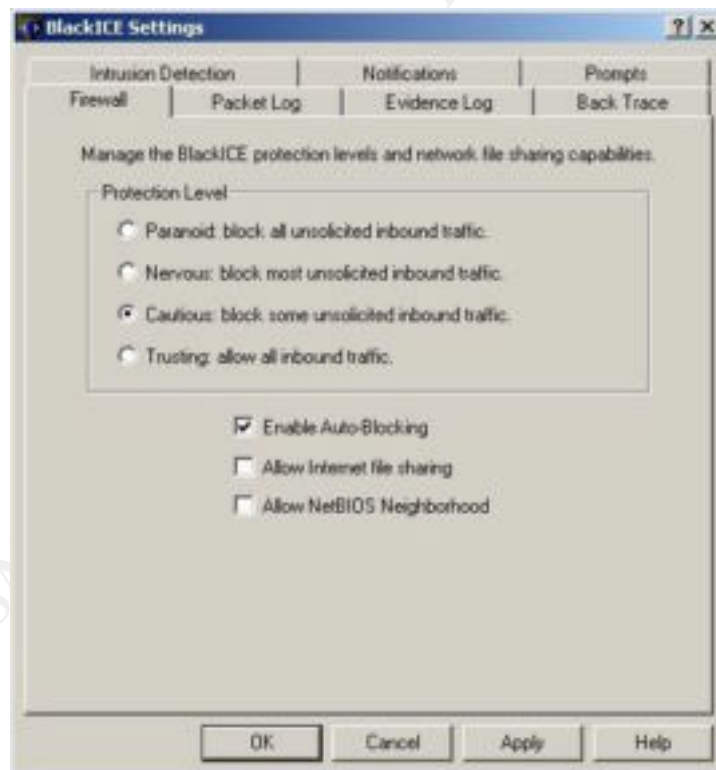 BlackICE Settings
Intrusion Detection Notifications Prompts
Firewall Packet Log Evidence Log Back Trace
Manage the BlackICE protection levels and network file sharing capabilities.
Protection Level
Paranoid: block all unsolicited inbound traffic.
Nervous: block most unsolicited inbound traffic.
Cautious: block some unsolicited inbound traffic.
Trusting: allow all inbound traffic.
Enable Auto-Blocking
Allow Internet file sharing
Allow NetBIOS Neighborhood
OK Cancel Apply Help